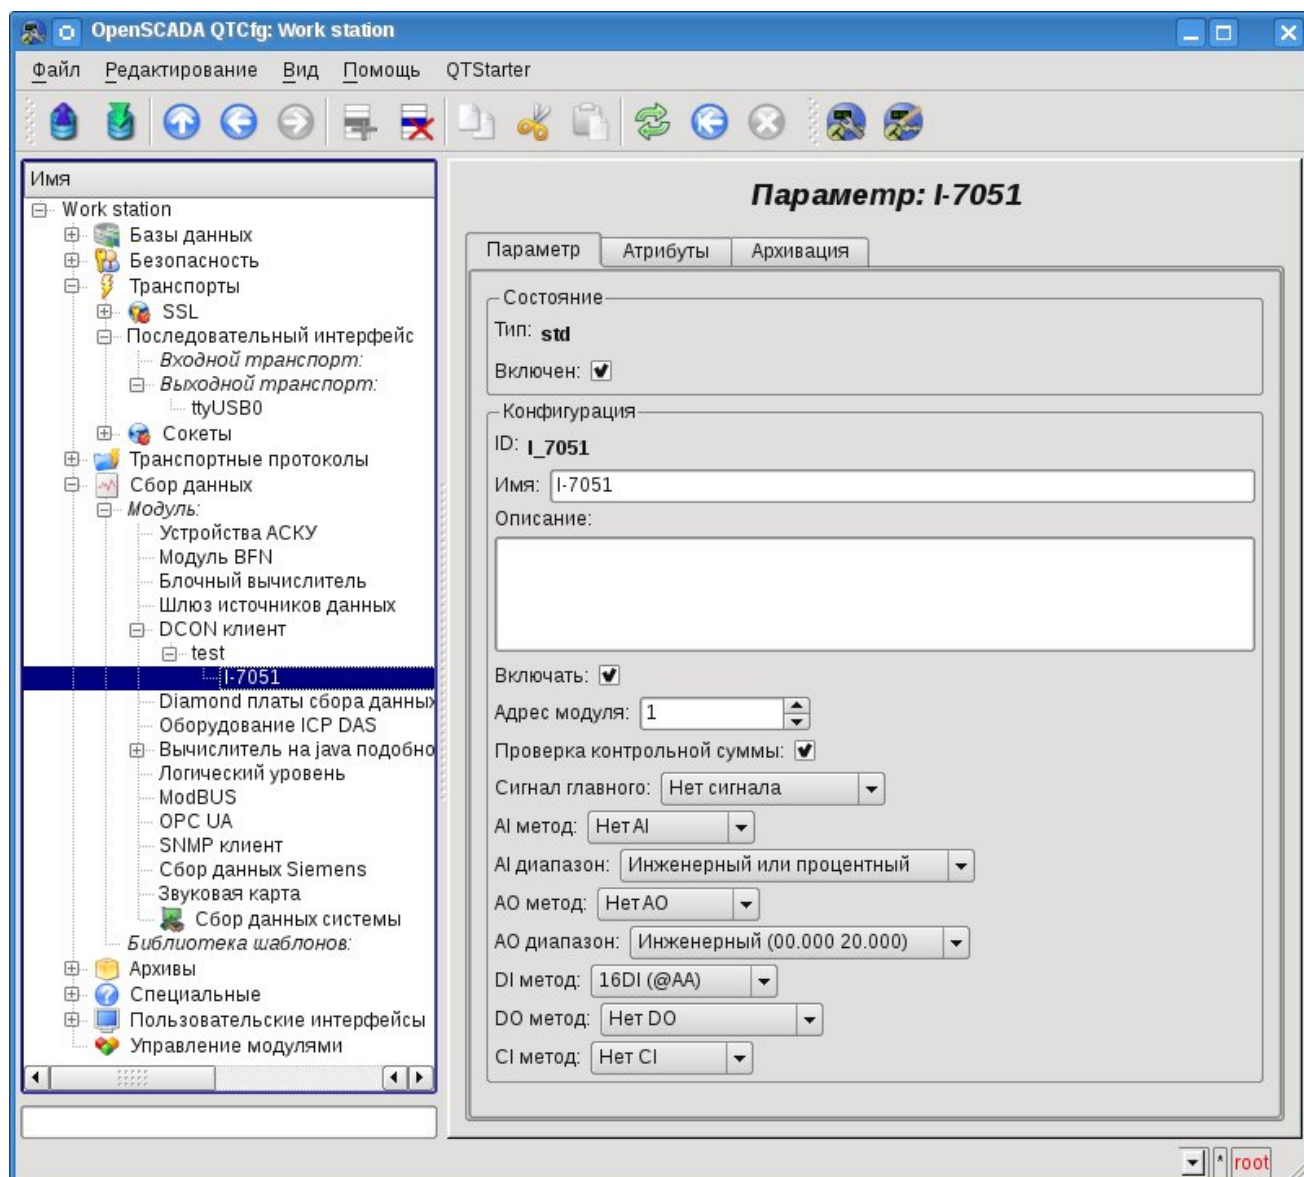 OpenSCADA QTCfg: Work station
Файл Редактирование Вид Помощь QTStarter
Имя
Work station
Базы данных
Безопасность
Транспорты
SSL
Последовательный интерфейс
Входной транспорт:
Выходной транспорт:
ttyUSB0
Сокеты
Транспортные протоколы
Сбор данных
Модуль:
Устройства АСКУ
Модуль BFN
Блочный вычислитель
Шлюз источников данных
DCON клиент
test
I-7051
Diamond платы сбора данных
Оборудование ICP DAS
Вычислитель на java подобно
Логический уровень
ModBUS
OPC UA
SNMP клиент
Сбор данных Siemens
Звуковая карта
Сбор данных системы
Библиотека шаблонов:
Архивы
Специальные
Пользовательские интерфейсы
Управление модулями
Параметр: I-7051
Параметр Атрибуты Архивация
Состояние
Тип: std
Включен:
Конфигурация
ID: I_7051
Имя: I-7051
Описание:
Включать:
Адрес модуля: 1
Проверка контрольной суммы:
Сигнал главного: Нет сигнала
AI метод: Нет AI
AI диапазон: Инженерный или процентный
AO метод: Нет AO
AO диапазон: Инженерный (00.000 20.000)
DI метод: 16DI (@AA)
DO метод: Нет DO
CI метод: Нет CI
* root